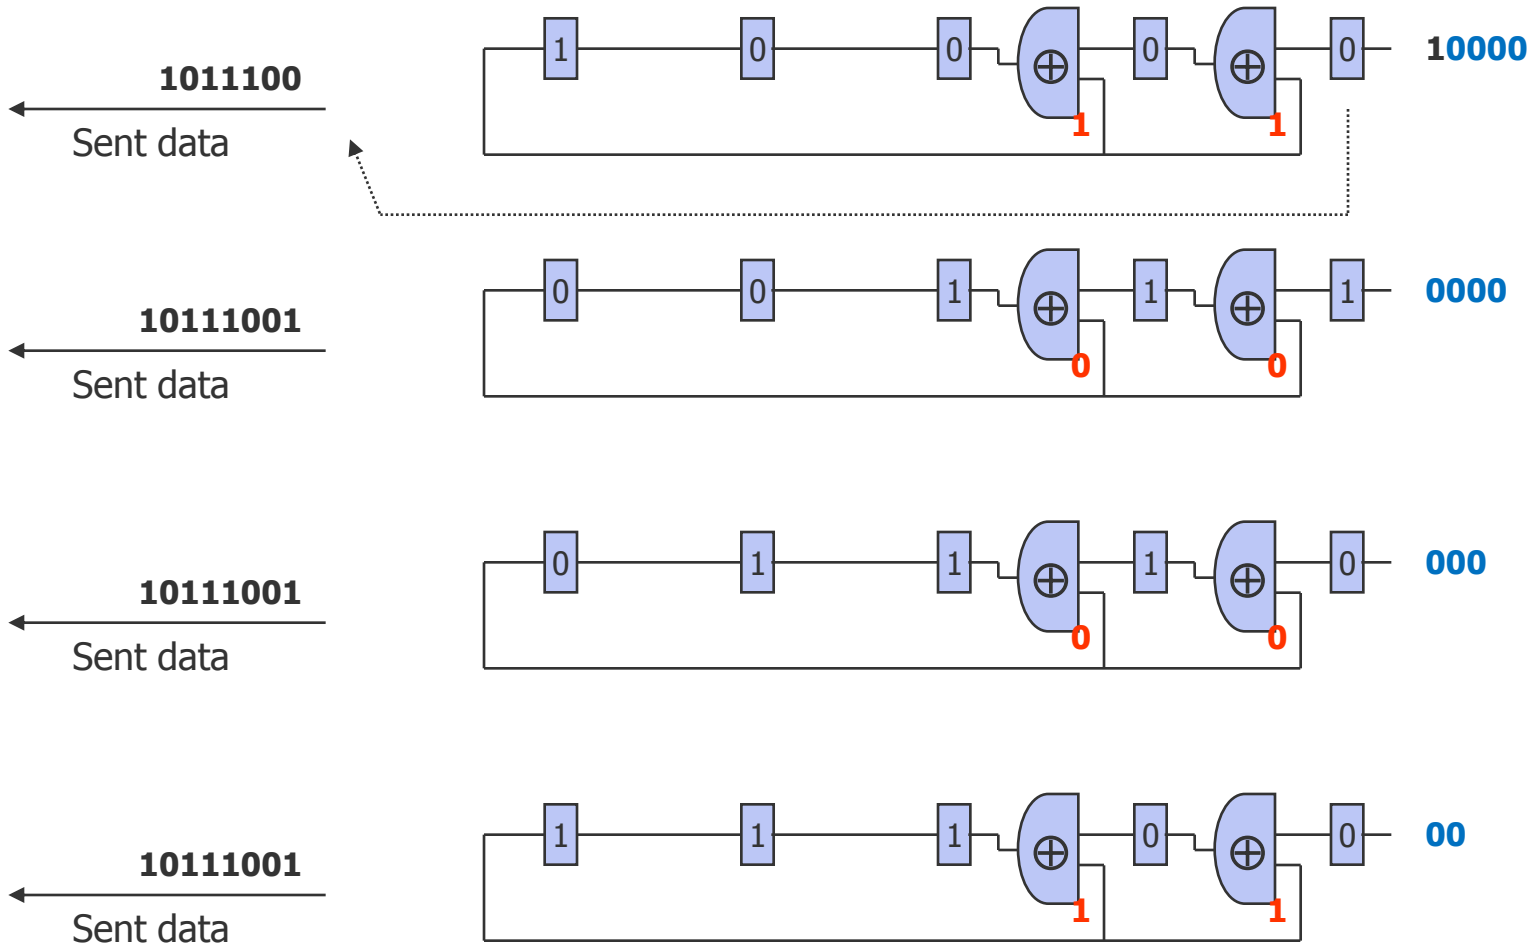 1 0 0 ⊕ 0 ⊕ 0 10000
1011100
1 1
Sent data
0 0 1 ⊕ 1 ⊕ 1 0000
10111001
0 0
Sent data
0 1 1 ⊕ 1 ⊕ 0 000
10111001
0 0
Sent data
1 1 1 ⊕ 0 ⊕ 0 00
10111001
1 1
Sent data